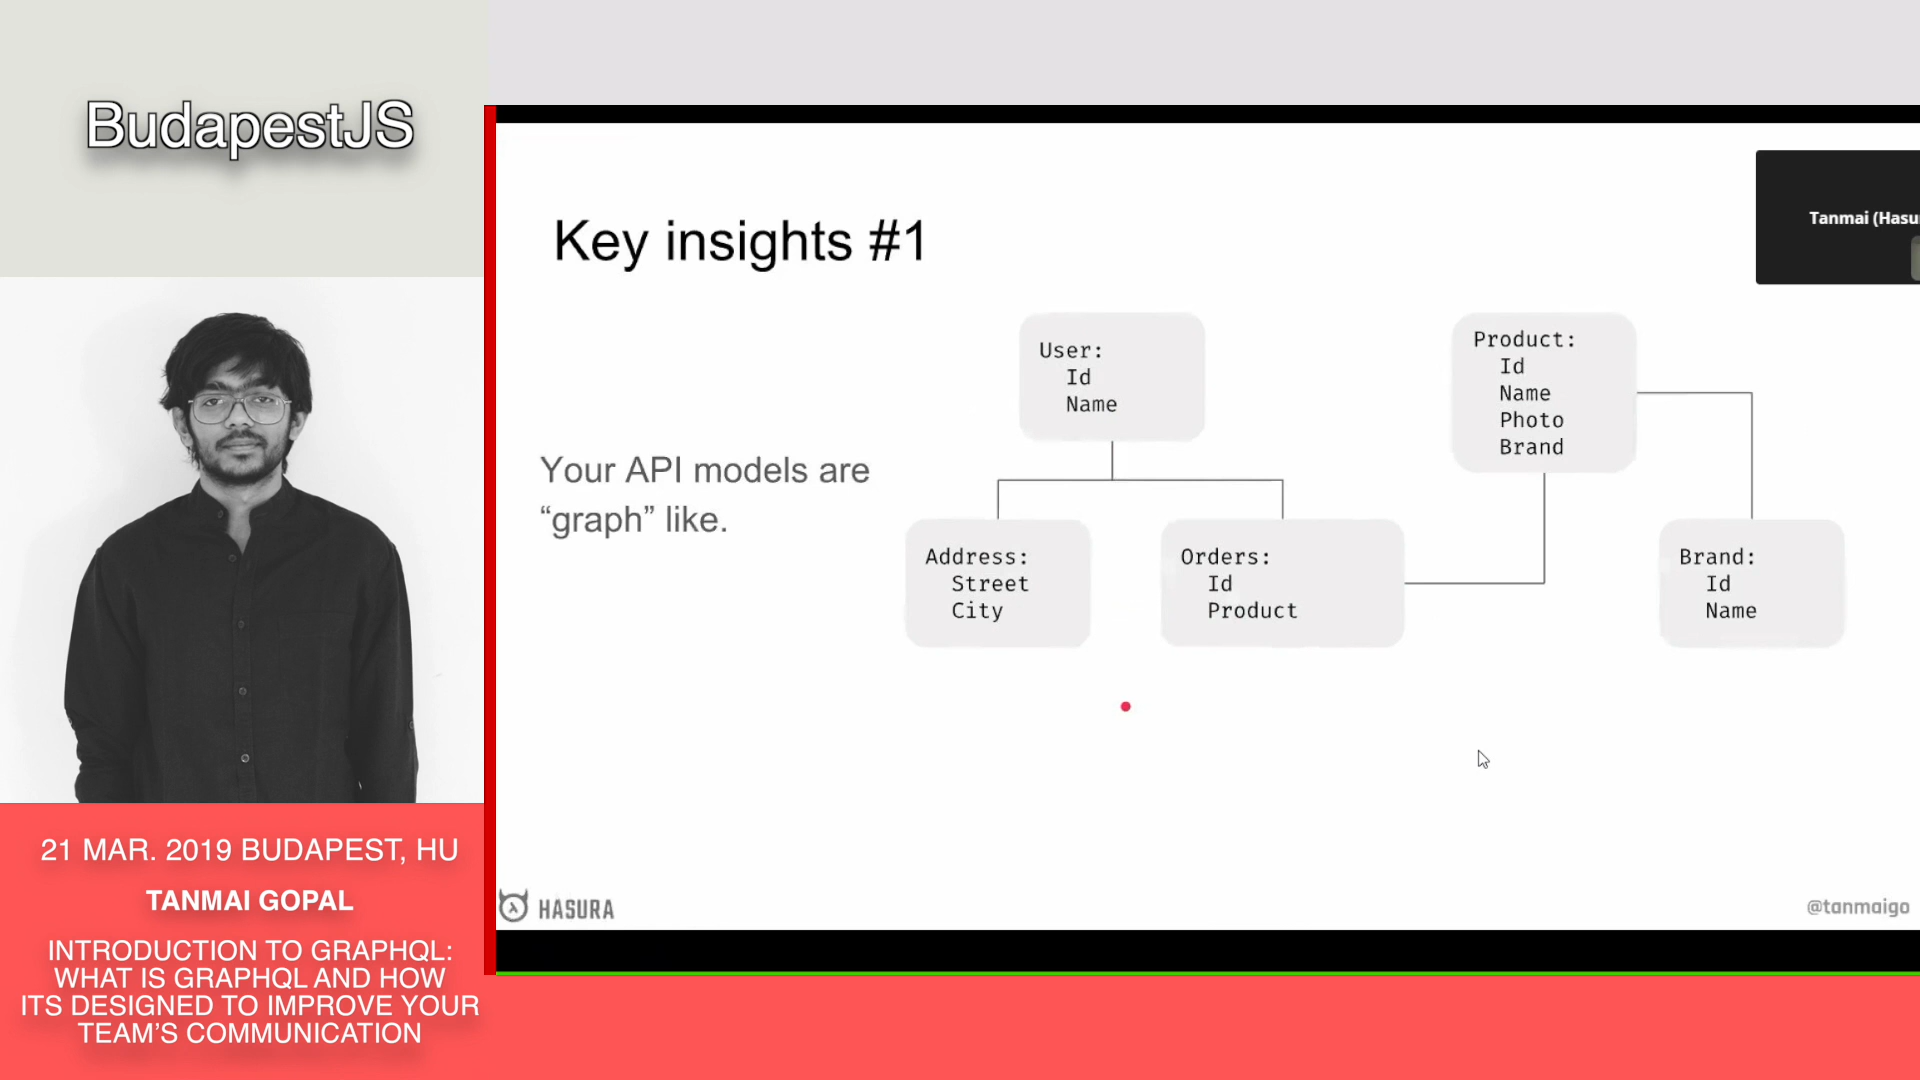 BudapestJS
21 MAR. 2019 BUDAPEST, HU
TANMAI GOPAL
INTRODUCTION TO GRAPHQL:
WHAT IS GRAPHQL AND HOW
ITS DESIGNED TO IMPROVE YOUR
TEAM'S COMMUNICATION
Key insights #1
Your API models are
“graph” like.
User:
Id
Name
Address:
Street
City
Orders:
Id
Product
Product:
Id
Name
Photo
Brand
Brand:
Id
Name
Tanmai (Hasu
HASURA
@tanmaigo